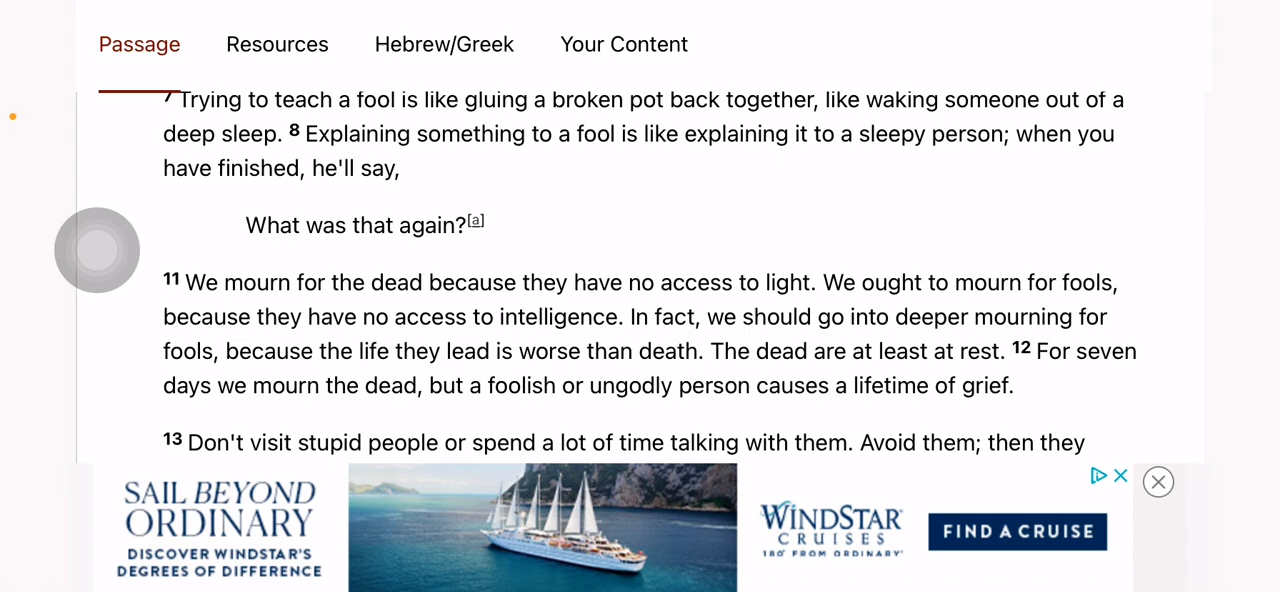 Passage Resources Hebrew/Greek Your Content
7 Trying to teach a fool is like gluing a broken pot back together, like waking someone out of a
deep sleep. 8 Explaining something to a fool is like explaining it to a sleepy person; when you
have finished, he'll say,
What was that again?[a]
11 We mourn for the dead because they have no access to light. We ought to mourn for fools,
because they have no access to intelligence. In fact, we should go into deeper mourning for
fools, because the life they lead is worse than death. The dead are at least at rest. 12 For seven
days we mourn the dead, but a foolish or ungodly person causes a lifetime of grief.
13 Don't visit stupid people or spend a lot of time talking with them. Avoid them; then they
SAIL BEYOND
ORDINARY
DISCOVER WINDSTAR'S
DEGREES OF DIFFERENCE
WINDSTAR
CRUISES
180° FROM ORDINARY®
FIND A CRUISE